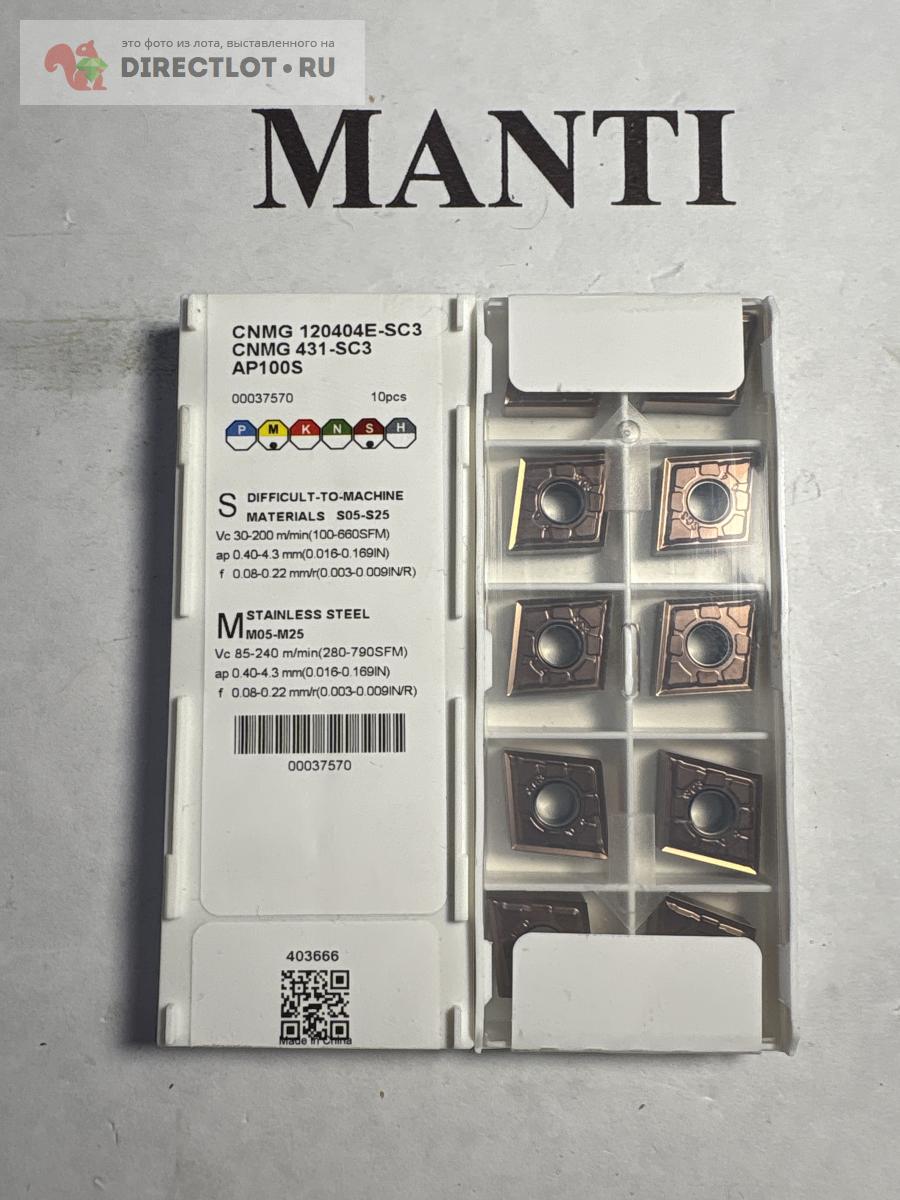 это фото из лота, выставленного на
DIRECTLOT.RU
MANTI
CNMG 120404E-SC3
CNMG 431-SC3
AP100S
00037570 10pcs
P M K N S H
S DIFFICULT-TO-MACHINE
MATERIALS S05-S25
Vc 30-200 m/min(100-660SFM)
ap 0.40-4.3 mm(0.016-0.169IN)
f 0.08-0.22 mm/r(0.003-0.009IN/R)
M STAINLESS STEEL
M05-M25
Vc 85-240 m/min(280-790SFM)
ap 0.40-4.3 mm(0.016-0.169IN)
f 0.08-0.22 mm/r(0.003-0.009IN/R)
00037570
403666
Made in China